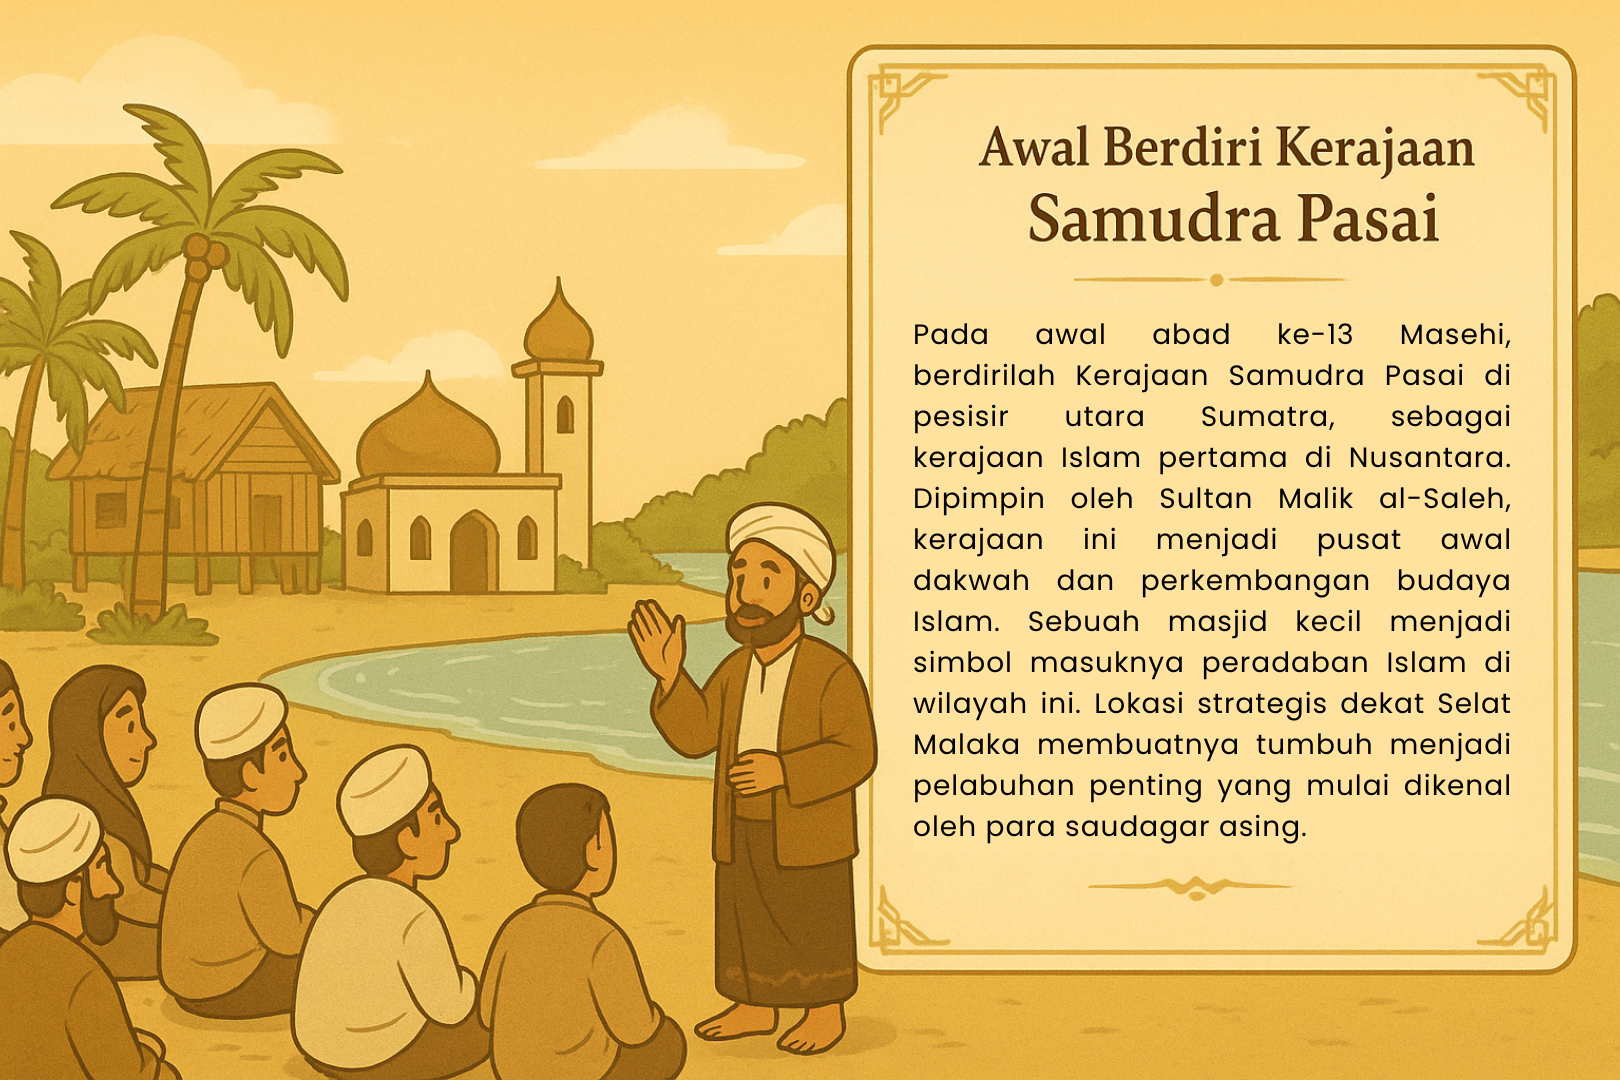 Awal Berdiri Kerajaan
Samudra Pasai
Pada awal abad ke-13 Masehi,
berdirilah Kerajaan Samudra Pasai di
pesisir utara Sumatra, sebagai
kerajaan Islam pertama di Nusantara.
Dipimpin oleh Sultan Malik al-Saleh,
kerajaan ini menjadi pusat awal
dakwah dan perkembangan budaya
Islam. Sebuah masjid kecil menjadi
simbol masuknya peradaban Islam di
wilayah ini. Lokasi strategis dekat Selat
Malaka membuatnya tumbuh menjadi
pelabuhan penting yang mulai dikenal
oleh para saudagar asing.